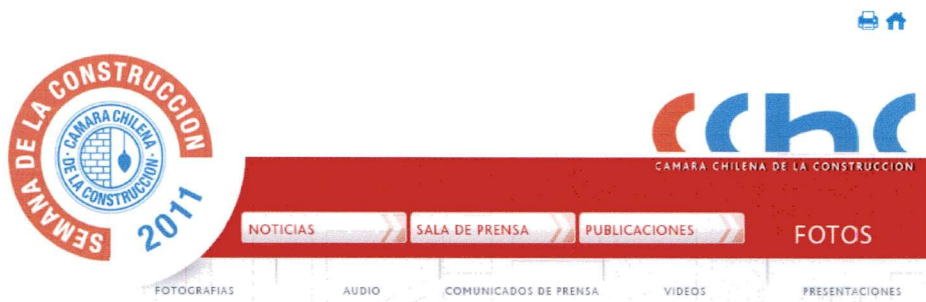 SEMANA DE LA CONSTRUCCION
2011
CAMARA CHILENA
· DE LA CONSTRUCCION ·
CChC
CAMARA CHILENA DE LA CONSTRUCCION
NOTICIAS
SALA DE PRENSA
PUBLICACIONES
FOTOS
FOTOGRAFIAS
AUDIO
COMUNICADOS DE PRENSA
VIDEOS
PRESENTACIONES